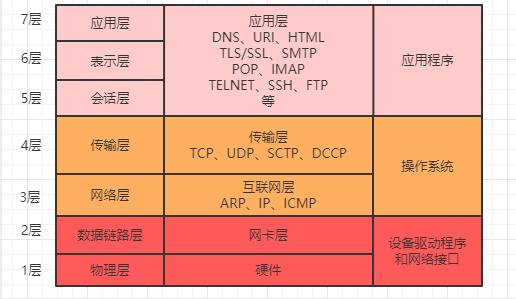 7层
应用层
6层
表示层
5层
会话层
应用层
DNS、URI、HTML
TLS/SSL、SMTP
POP、IMAP
TELNET、SSH、FTP
等
应用程序
4层
传输层
传输层
TCP、UDP、SCTP、DCCP
3层
网络层
互联网层
ARP、IP、ICMP
操作系统
2层
数据链路层
网卡层
1层
物理层
硬件
设备驱动程序
和网络接口